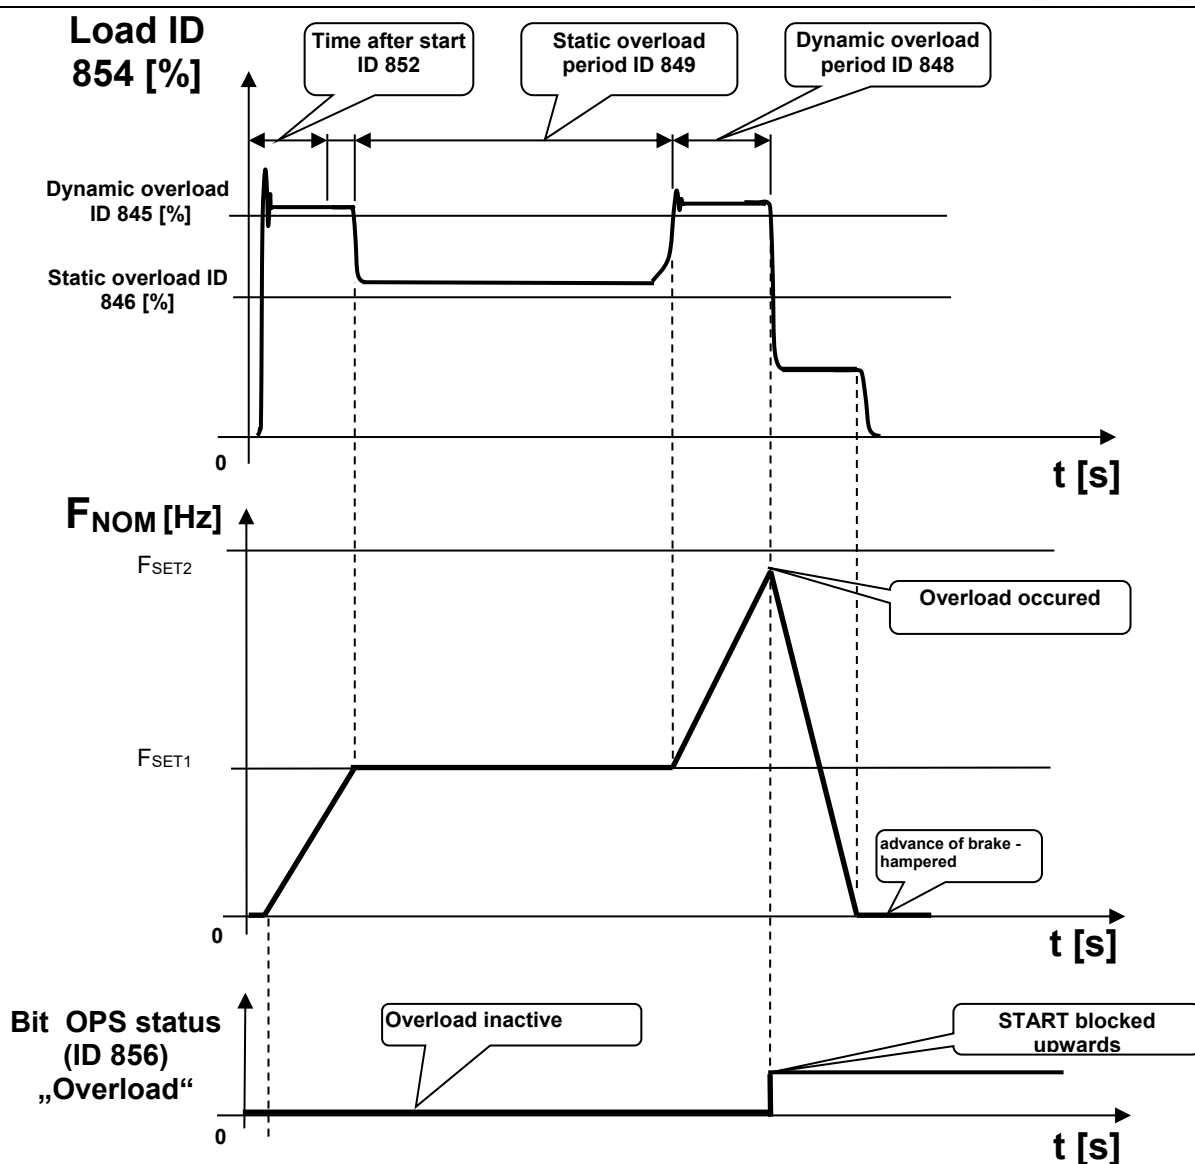 Load ID
854 [%]
Time after start
ID 852
Static overload
period ID 849
Dynamic overload
period ID 848
Dynamic overload
ID 845 [%]
Static overload ID
846 [%]
0
t [s]
FNOM [Hz]
FSET2
Overload occured
FSET1
advance of brake -
hampered
0
t [s]
Bit OPS status
(ID 856)
„Overload“
Overload inactive
START blocked
upwards
0
t [s]